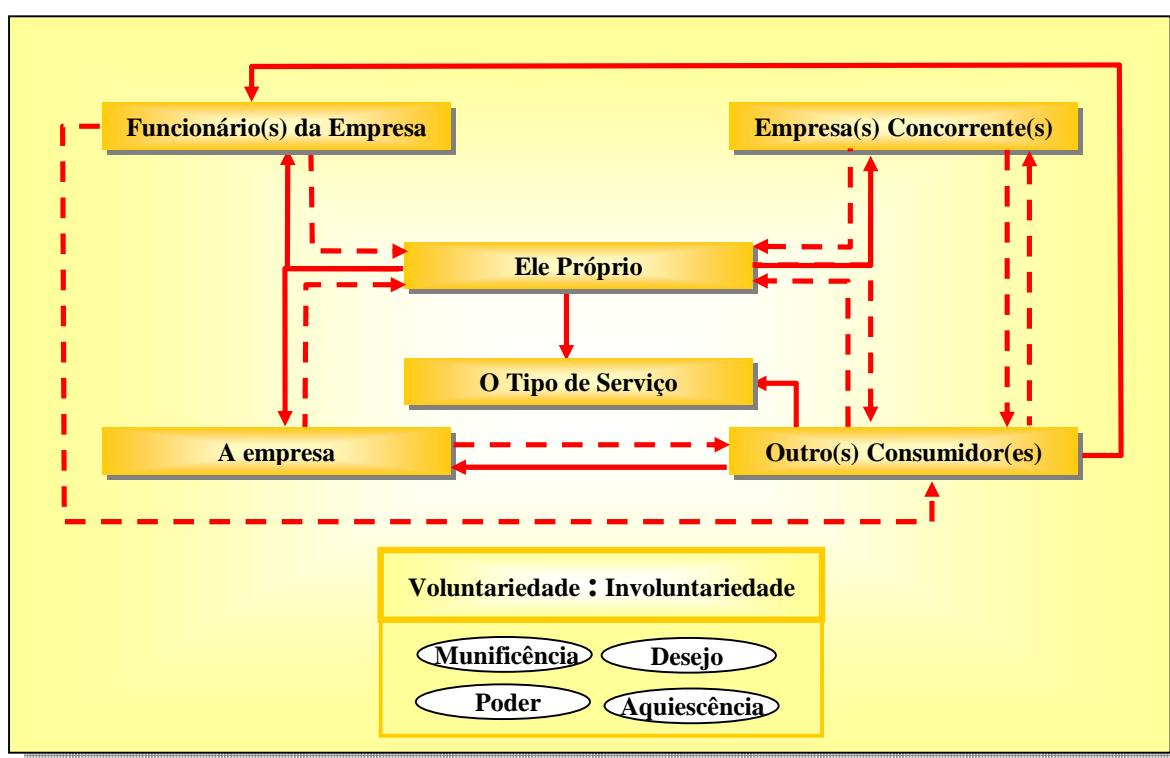 Funcionário(s) da Empresa
Empresa(s) Concorrente(s)
Ele Próprio
O Tipo de Serviço
A empresa
Outro(s) Consumidor(es)
Voluntariedade : Involuntariedade
Munificência
Desejo
Poder
Aquiescência